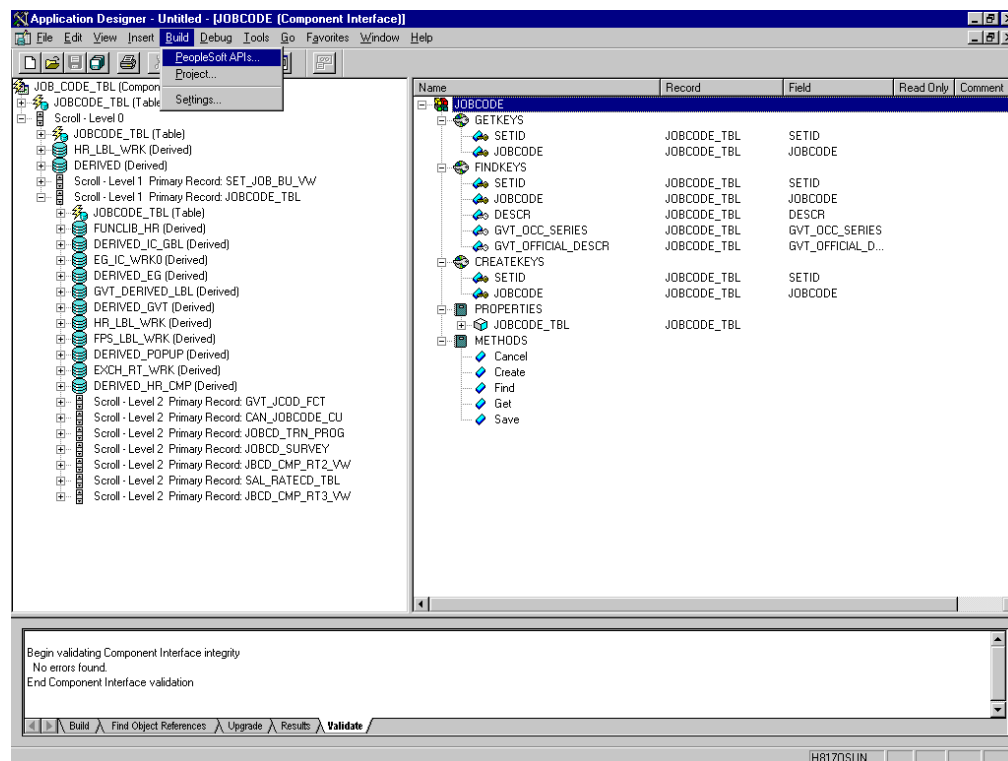 Application Designer - Untitled - [JOBCODE (Component Interface)]
File Edit View Insert Build Debug Tools Go Favorites Window Help
PeopleSoft APIs...
Project...
Settings...
JOB_CODE_TBL (Compon
JOBCODE_TBL (Table
Scroll - Level 0
JOBCODE_TBL (Table)
HR_LBL_WRK (Derived)
DERIVED (Derived)
Scroll - Level 1 Primary Record: SET_JOB_BU_VW
Scroll - Level 1 Primary Record: JOBCODE_TBL
JOBCODE_TBL (Table)
FUNCLIB_HR (Derived)
DERIVED_IC_GBL (Derived)
EG_IC_WRK0 (Derived)
DERIVED_EG (Derived)
GVT_DERIVED_LBL (Derived)
DERIVED_GVT (Derived)
HR_LBL_WRK (Derived)
FPS_LBL_WRK (Derived)
DERIVED_POPUP (Derived)
EXCH_RT_WRK (Derived)
DERIVED_HR_CMP (Derived)
Scroll - Level 2 Primary Record: GVT_JCOD_FCT
Scroll - Level 2 Primary Record: CAN_JOBCODE_CU
Scroll - Level 2 Primary Record: JOBCD_TRN_PROG
Scroll - Level 2 Primary Record: JOBCD_SURVEY
Scroll - Level 2 Primary Record: JBCD_CMP_RT2_VW
Scroll - Level 2 Primary Record: SAL_RATECD_TBL
Scroll - Level 2 Primary Record: JBCD_CMP_RT3_VW
Name Record Field Read Only Comment
JOBCODE
GETKEYS
SETID JOBCODE_TBL SETID
JOBCODE JOBCODE_TBL JOBCODE
FINDKEYS
SETID JOBCODE_TBL SETID
JOBCODE JOBCODE_TBL JOBCODE
DESCR JOBCODE_TBL DESCR
GVT_OCC_SERIES JOBCODE_TBL GVT_OCC_SERIES
GVT_OFFICIAL_DESCR JOBCODE_TBL GVT_OFFICIAL_D...
CREATEKEYS
SETID JOBCODE_TBL SETID
JOBCODE JOBCODE_TBL JOBCODE
PROPERTIES
JOBCODE_TBL JOBCODE_TBL
METHODS
Cancel
Create
Find
Get
Save
Begin validating Component Interface integrity
No errors found.
End Component Interface validation
Build Find Object References Upgrade Results Validate